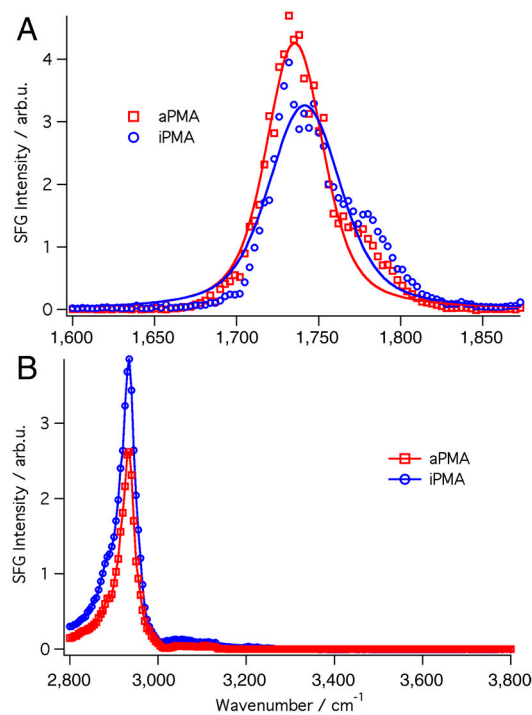 A
SFG Intensity / arb.u.
4
3
2
1
0
aPMA
iPMA
1,600 1,650 1,700 1,750 1,800 1,850
B
SFG Intensity / arb.u.
3
2
1
0
aPMA
iPMA
2,800 3,000 3,200 3,400 3,600 3,800
Wavenumber / cm⁻¹